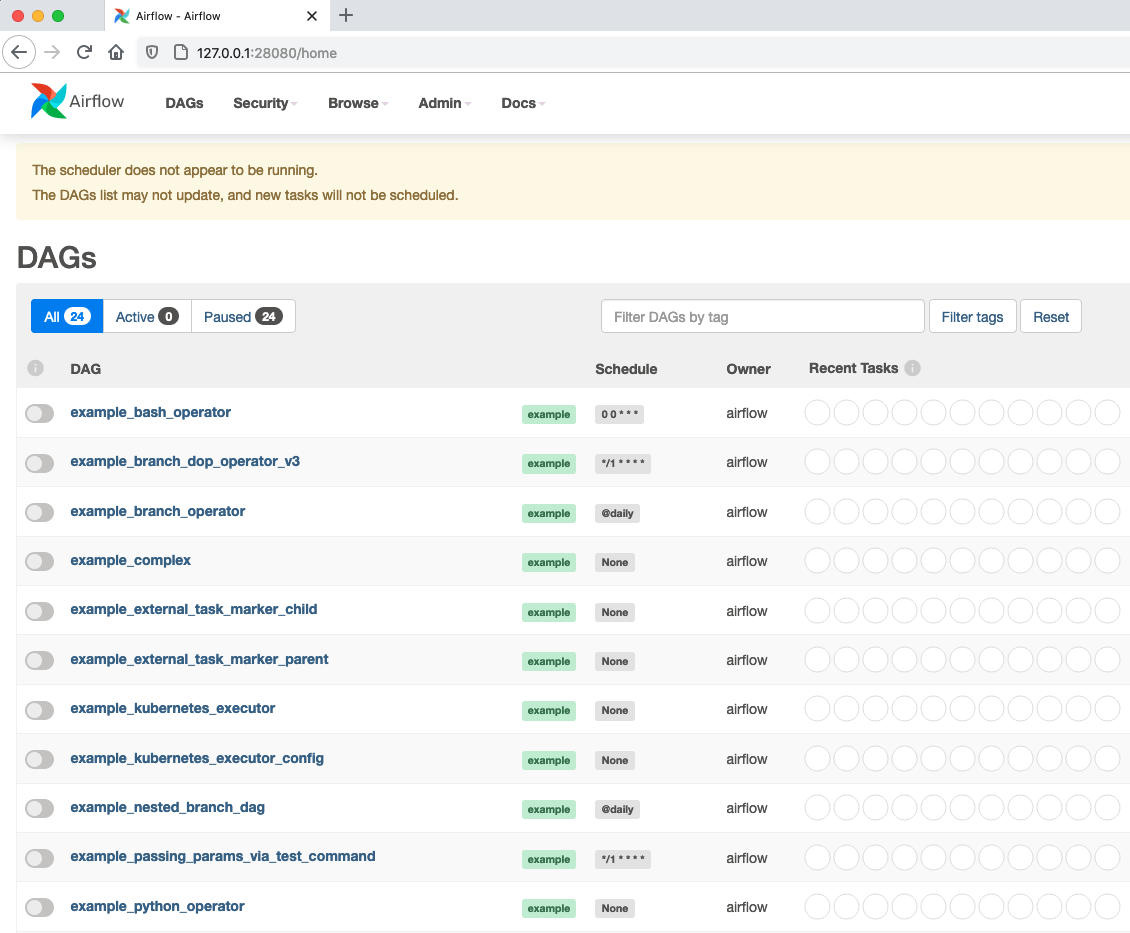 Airflow - Airflow
127.0.0.1:28080/home
Airflow DAGs Security Browse Admin Docs
The scheduler does not appear to be running.
The DAGs list may not update, and new tasks will not be scheduled.
DAGs
All 24 Active 0 Paused 24 Filter DAGs by tag Filter tags Reset
i DAG Schedule Owner Recent Tasks i
example_bash_operator example 0 0 * * * airflow
example_branch_dop_operator_v3 example */1 * * * * airflow
example_branch_operator example @daily airflow
example_complex example None airflow
example_external_task_marker_child example None airflow
example_external_task_marker_parent example None airflow
example_kubernetes_executor example None airflow
example_kubernetes_executor_config example None airflow
example_nested_branch_dag example @daily airflow
example_passing_params_via_test_command example */1 * * * * airflow
example_python_operator example None airflow